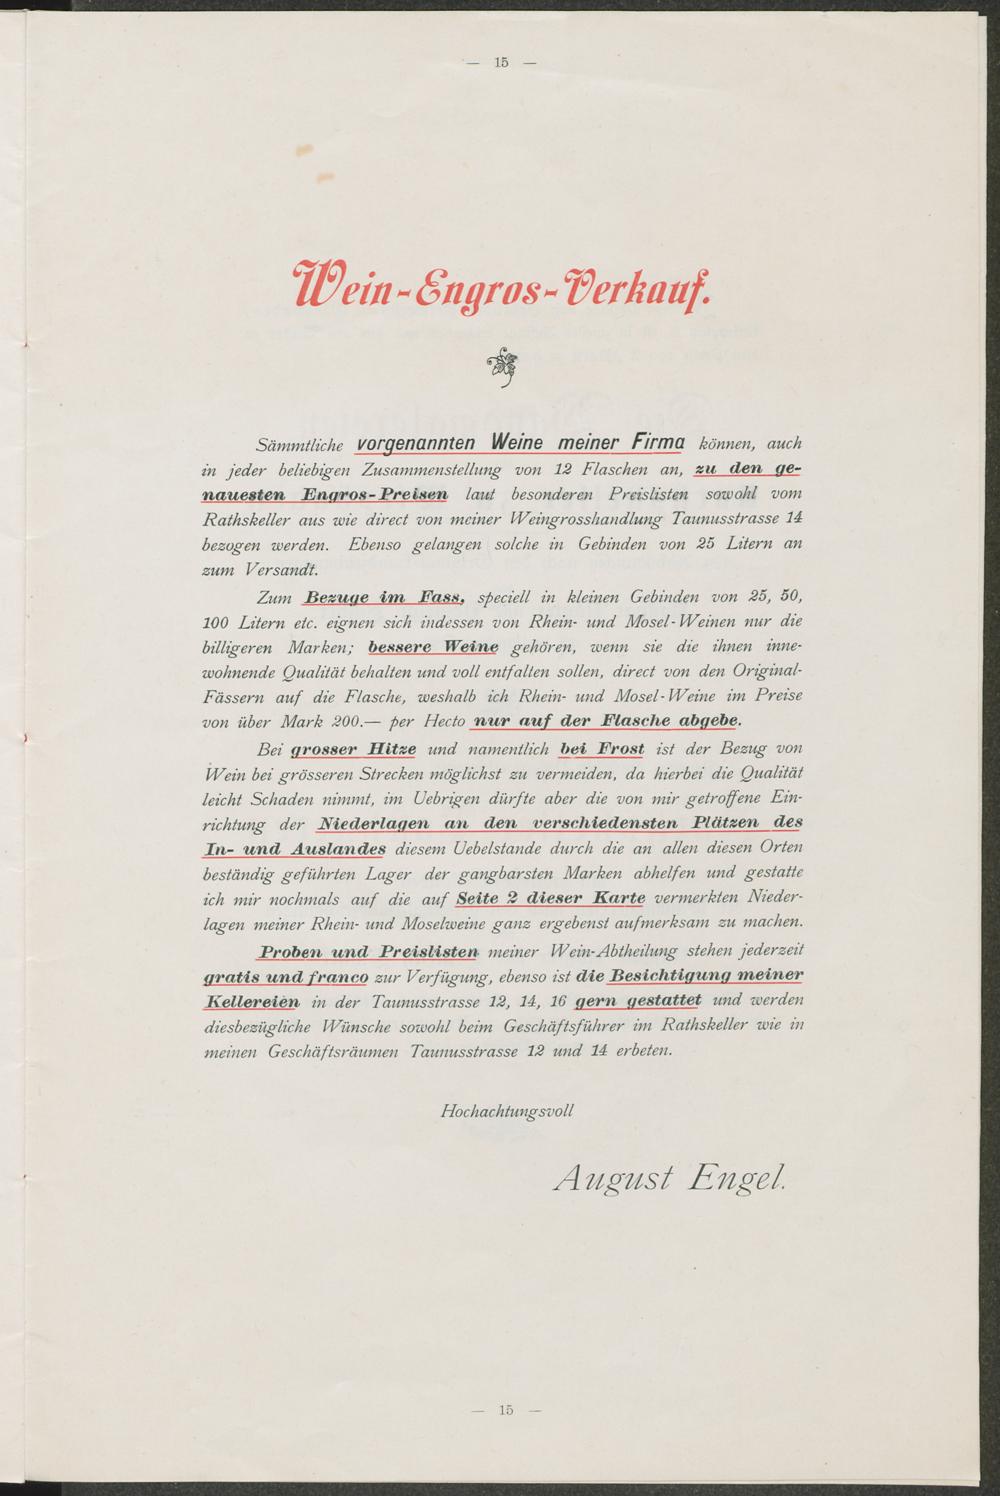 — 15 —
Wein-Engros-Verkauf.
Sämmtliche vorgenannten Weine meiner Firma können, auch
in jeder beliebigen Zusammenstellung von 12 Flaschen an, zu den ge-
nauesten Engros-Preisen laut besonderen Preislisten sowohl vom
Rathskeller aus wie direct von meiner Weingrosshandlung Taunusstrasse 14
bezogen werden. Ebenso gelangen solche in Gebinden von 25 Litern an
zum Versandt.
Zum Bezuge im Fass, speciell in kleinen Gebinden von 25, 50,
100 Litern etc. eignen sich indessen von Rhein- und Mosel-Weinen nur die
billigeren Marken; bessere Weine gehören, wenn sie die ihnen inne-
wohnende Qualität behalten und voll entfalten sollen, direct von den Original-
Fässern auf die Flasche, weshalb ich Rhein- und Mosel-Weine im Preise
von über Mark 200.— per Hecto nur auf der Flasche abgebe.
Bei grosser Hitze und namentlich bei Frost ist der Bezug von
Wein bei grösseren Strecken möglichst zu vermeiden, da hierbei die Qualität
leicht Schaden nimmt, im Uebrigen dürfte aber die von mir getroffene Ein-
richtung der Niederlagen an den verschiedensten Plätzen des
In- und Auslandes diesem Uebelstande durch die an allen diesen Orten
beständig geführten Lager der gangbarsten Marken abhelfen und gestatte
ich mir nochmals auf die auf Seite 2 dieser Karte vermerkten Nieder-
lagen meiner Rhein- und Moselweine ganz ergebenst aufmerksam zu machen.
Proben und Preislisten meiner Wein-Abtheilung stehen jederzeit
gratis und franco zur Verfügung, ebenso ist die Besichtigung meiner
Kellereien in der Taunusstrasse 12, 14, 16 gern gestattet und werden
diesbezügliche Wünsche sowohl beim Geschäftsführer im Rathskeller wie in
meinen Geschäftsräumen Taunusstrasse 12 und 14 erbeten.
Hochachtungsvoll
August Engel.
— 15 —